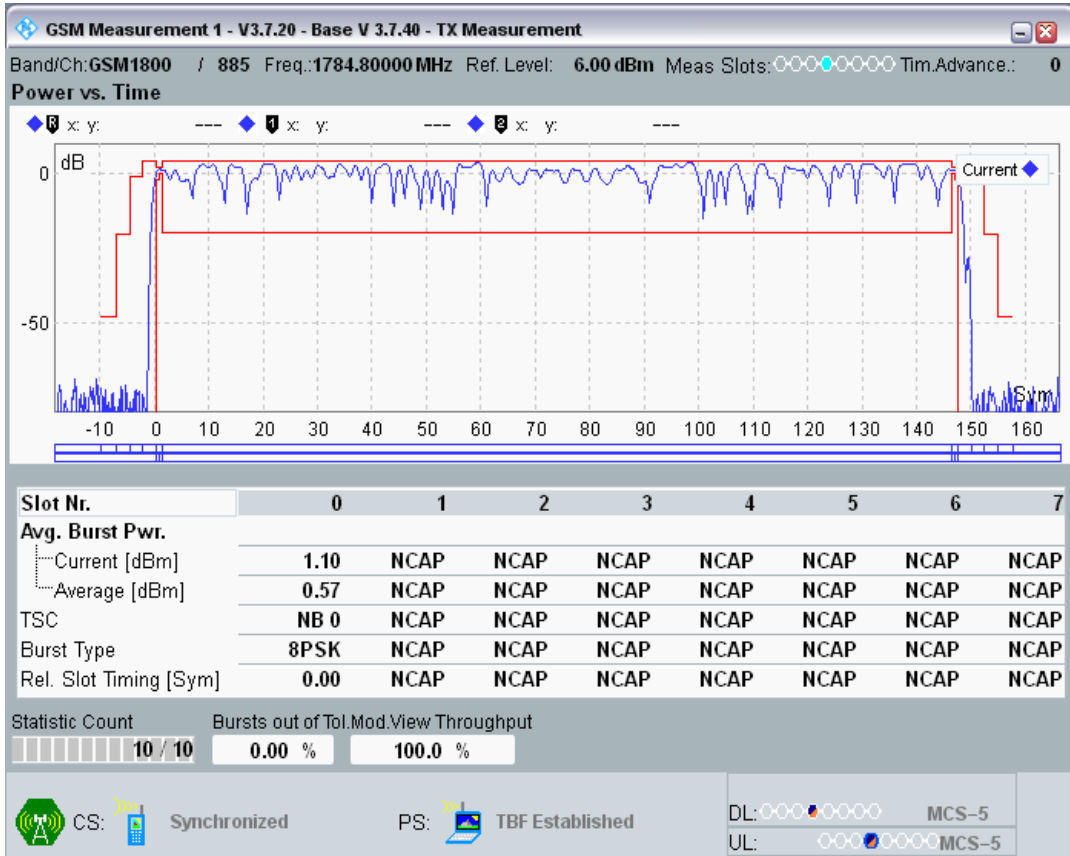 GSM Measurement 1 - V3.7.20 - Base V 3.7.40 - TX Measurement
Band/Ch:GSM1800 / 885 Freq.:1784.80000 MHz Ref. Level: 6.00 dBm Meas Slots: Tim.Advance.: 0
Power vs. Time
R x: y: --- 1 x: y: --- 2 x: y: ---
dB
Current
0
-50
Sym
-10 0 10 20 30 40 50 60 70 80 90 100 110 120 130 140 150 160
Slot Nr. 0 1 2 3 4 5 6 7
Avg. Burst Pwr.
Current [dBm] 1.10 NCAP NCAP NCAP NCAP NCAP NCAP NCAP
Average [dBm] 0.57 NCAP NCAP NCAP NCAP NCAP NCAP NCAP
TSC NB 0 NCAP NCAP NCAP NCAP NCAP NCAP NCAP
Burst Type 8PSK NCAP NCAP NCAP NCAP NCAP NCAP NCAP
Rel. Slot Timing [Sym] 0.00 NCAP NCAP NCAP NCAP NCAP NCAP NCAP
Statistic Count Bursts out of Tol.Mod.View Throughput
10 / 10 0.00 % 100.0 %
CS: Synchronized PS: TBF Established
DL: MCS-5
UL: MCS-5